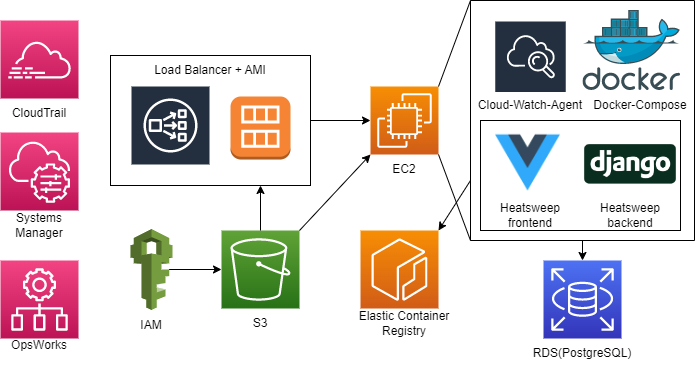 CloudTrail
Systems
Manager
OpsWorks
Load Balancer + AMI
IAM
S3
EC2
Elastic Container
Registry
docker
Cloud-Watch-Agent
Docker-Compose
django
Heatsweep
frontend
Heatsweep
backend
RDS(PostgreSQL)